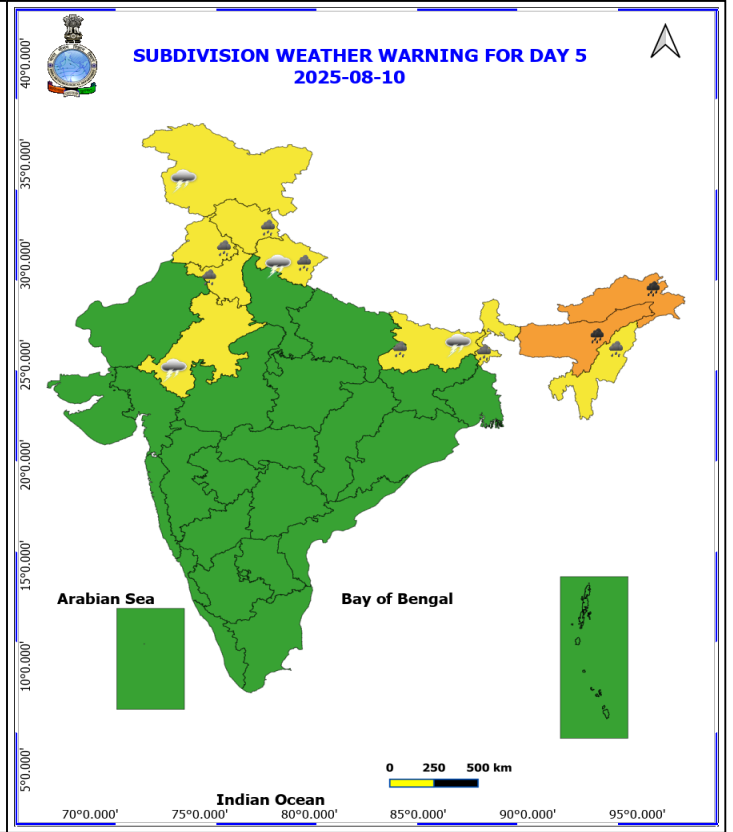 SUBDIVISION WEATHER WARNING FOR DAY 5
2025-08-10
40°0.000'
35°0.000'
30°0.000'
25°0.000'
20°0.000'
15°0.000'
10°0.000'
5°0.000'
Arabian Sea
Bay of Bengal
0 250 500 km
Indian Ocean
70°0.000' 75°0.000' 80°0.000' 85°0.000' 90°0.000' 95°0.000'